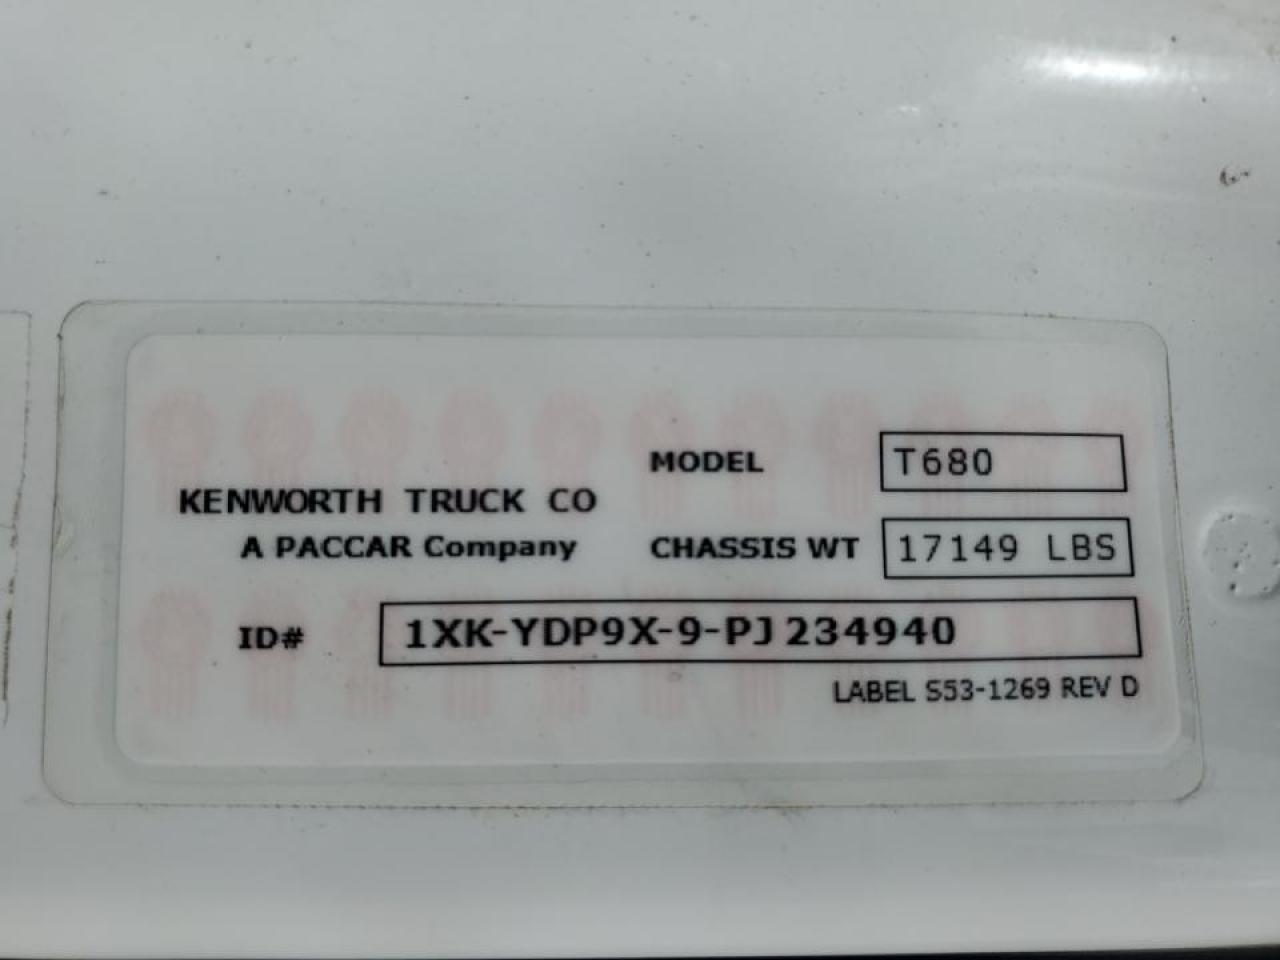 MODEL T680
KENWORTH TRUCK CO
A PACCAR Company
CHASSIS WT 17149 LBS
ID# 1XK-YDP9X-9-PJ234940
LABEL S53-1269 REV D